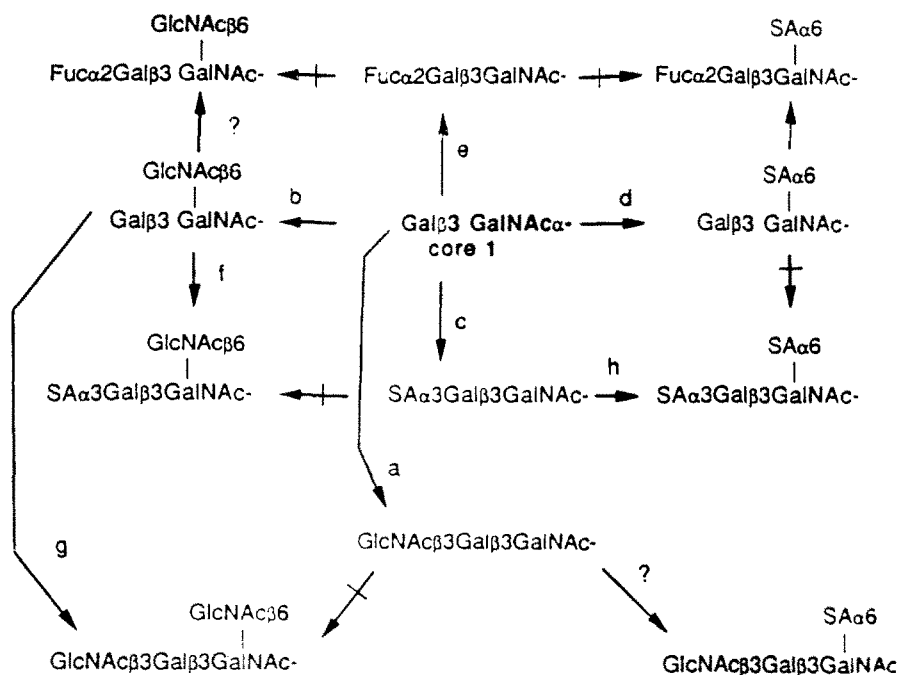 GlcNAcβ6
SAα6
Fucα2Galβ3 GalNAc-
Fucα2Galβ3GalNAc-
Fucα2Galβ3GalNAc-
?
e
GlcNAcβ6
SAα6
b
d
Galβ3 GalNAc-
Galβ3 GalNAcα-
Galβ3 GalNAc-
core 1
f
c
GlcNAcβ6
SAα6
h
SAα3Galβ3GalNAc-
SAα3Galβ3GalNAc-
SAα3Galβ3GalNAc-
a
GlcNAcβ3Galβ3GalNAc-
g
?
GlcNAcβ6
SAα6
GlcNAcβ3Galβ3GalNAc-
GlcNAcβ3Galβ3GalNAc